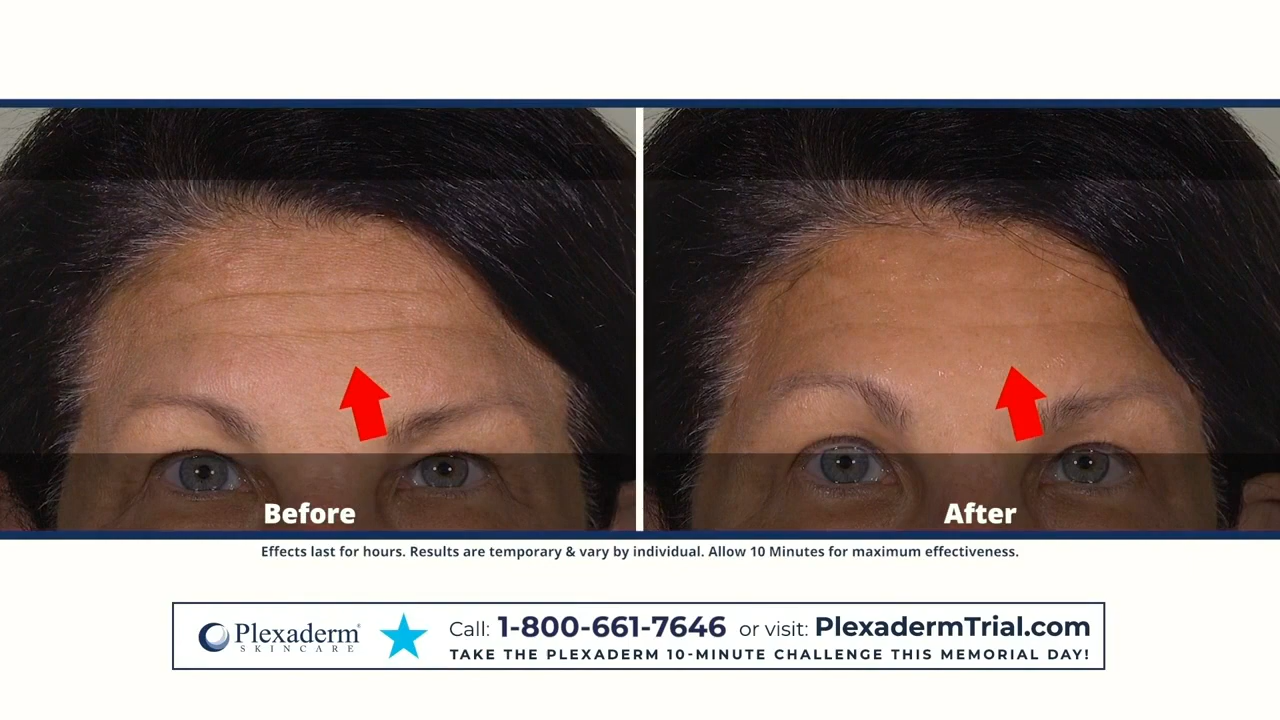 Before
After
Effects last for hours. Results are temporary & vary by individual. Allow 10 Minutes for maximum effectiveness.
Plexaderm®
SKINCARE
Call: 1-800-661-7646 or visit: PlexadermTrial.com
TAKE THE PLEXADERM 10-MINUTE CHALLENGE THIS MEMORIAL DAY!